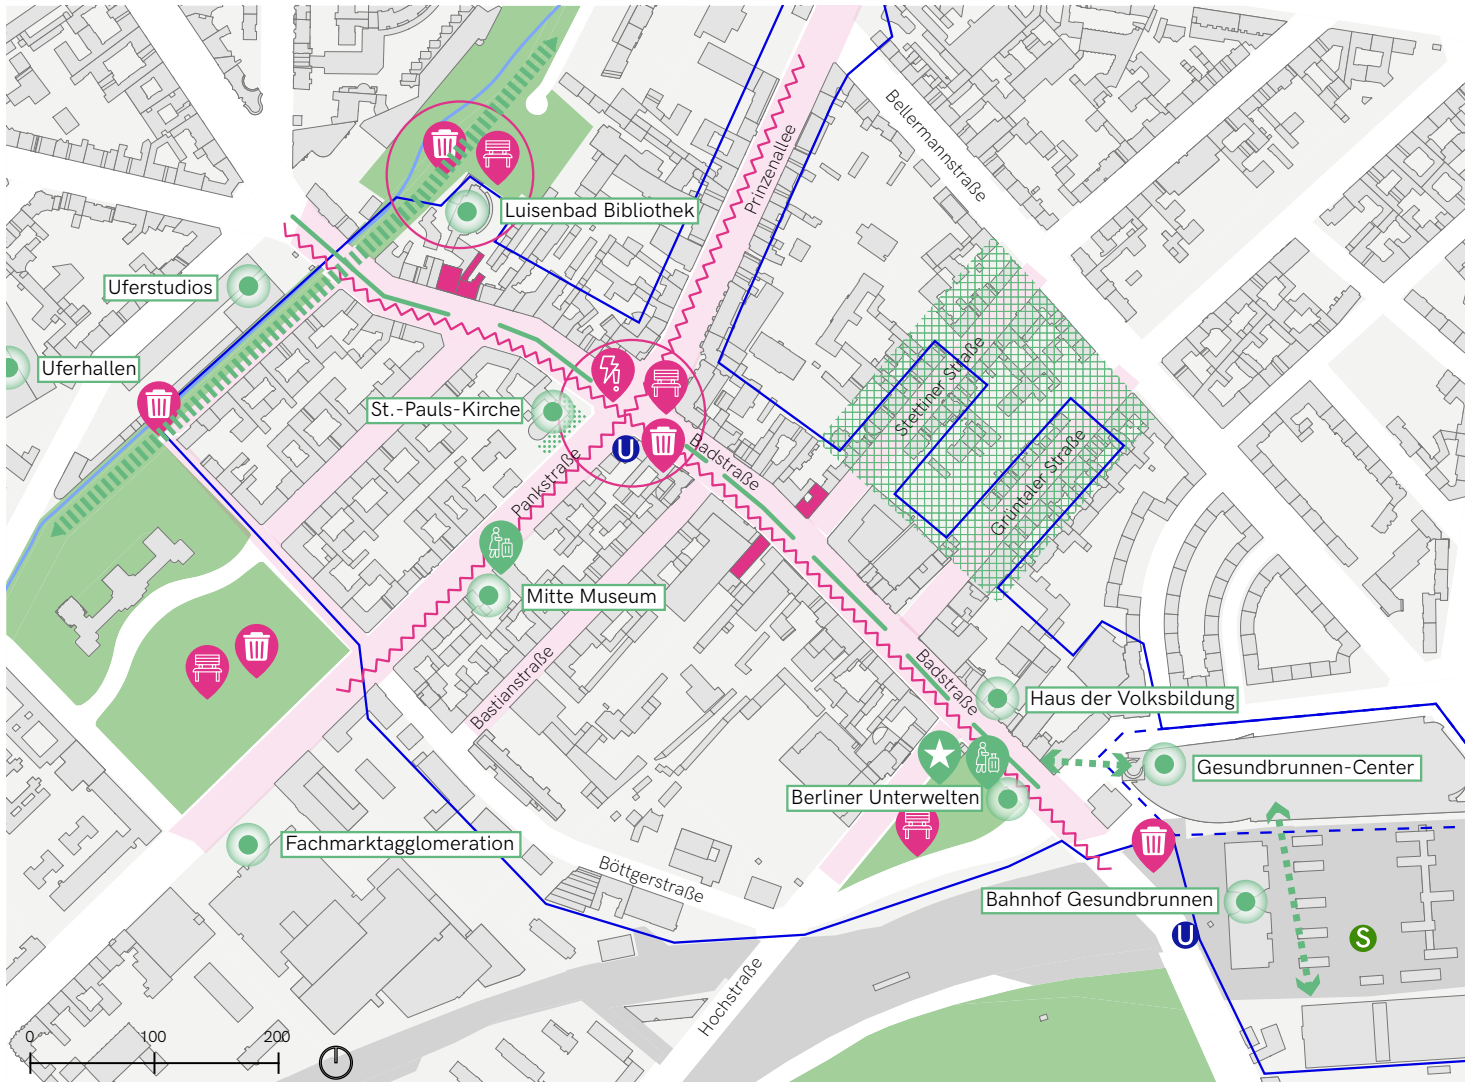 Bellermannstraße
Prinzenallee
Luisenbad Bibliothek
Uferstudios
Uferhallen
St.-Pauls-Kirche
Stettiner Straße
Badstraße
Pankstraße
U
Grüntaler Straße
Mitte Museum
Bastianstraße
Badstraße
Haus der Volksbildung
Gesundbrunnen-Center
Berliner Unterwelten
Fachmarktagglomeration
Böttgerstraße
Bahnhof Gesundbrunnen
U
S
Hochstraße
0 100 200